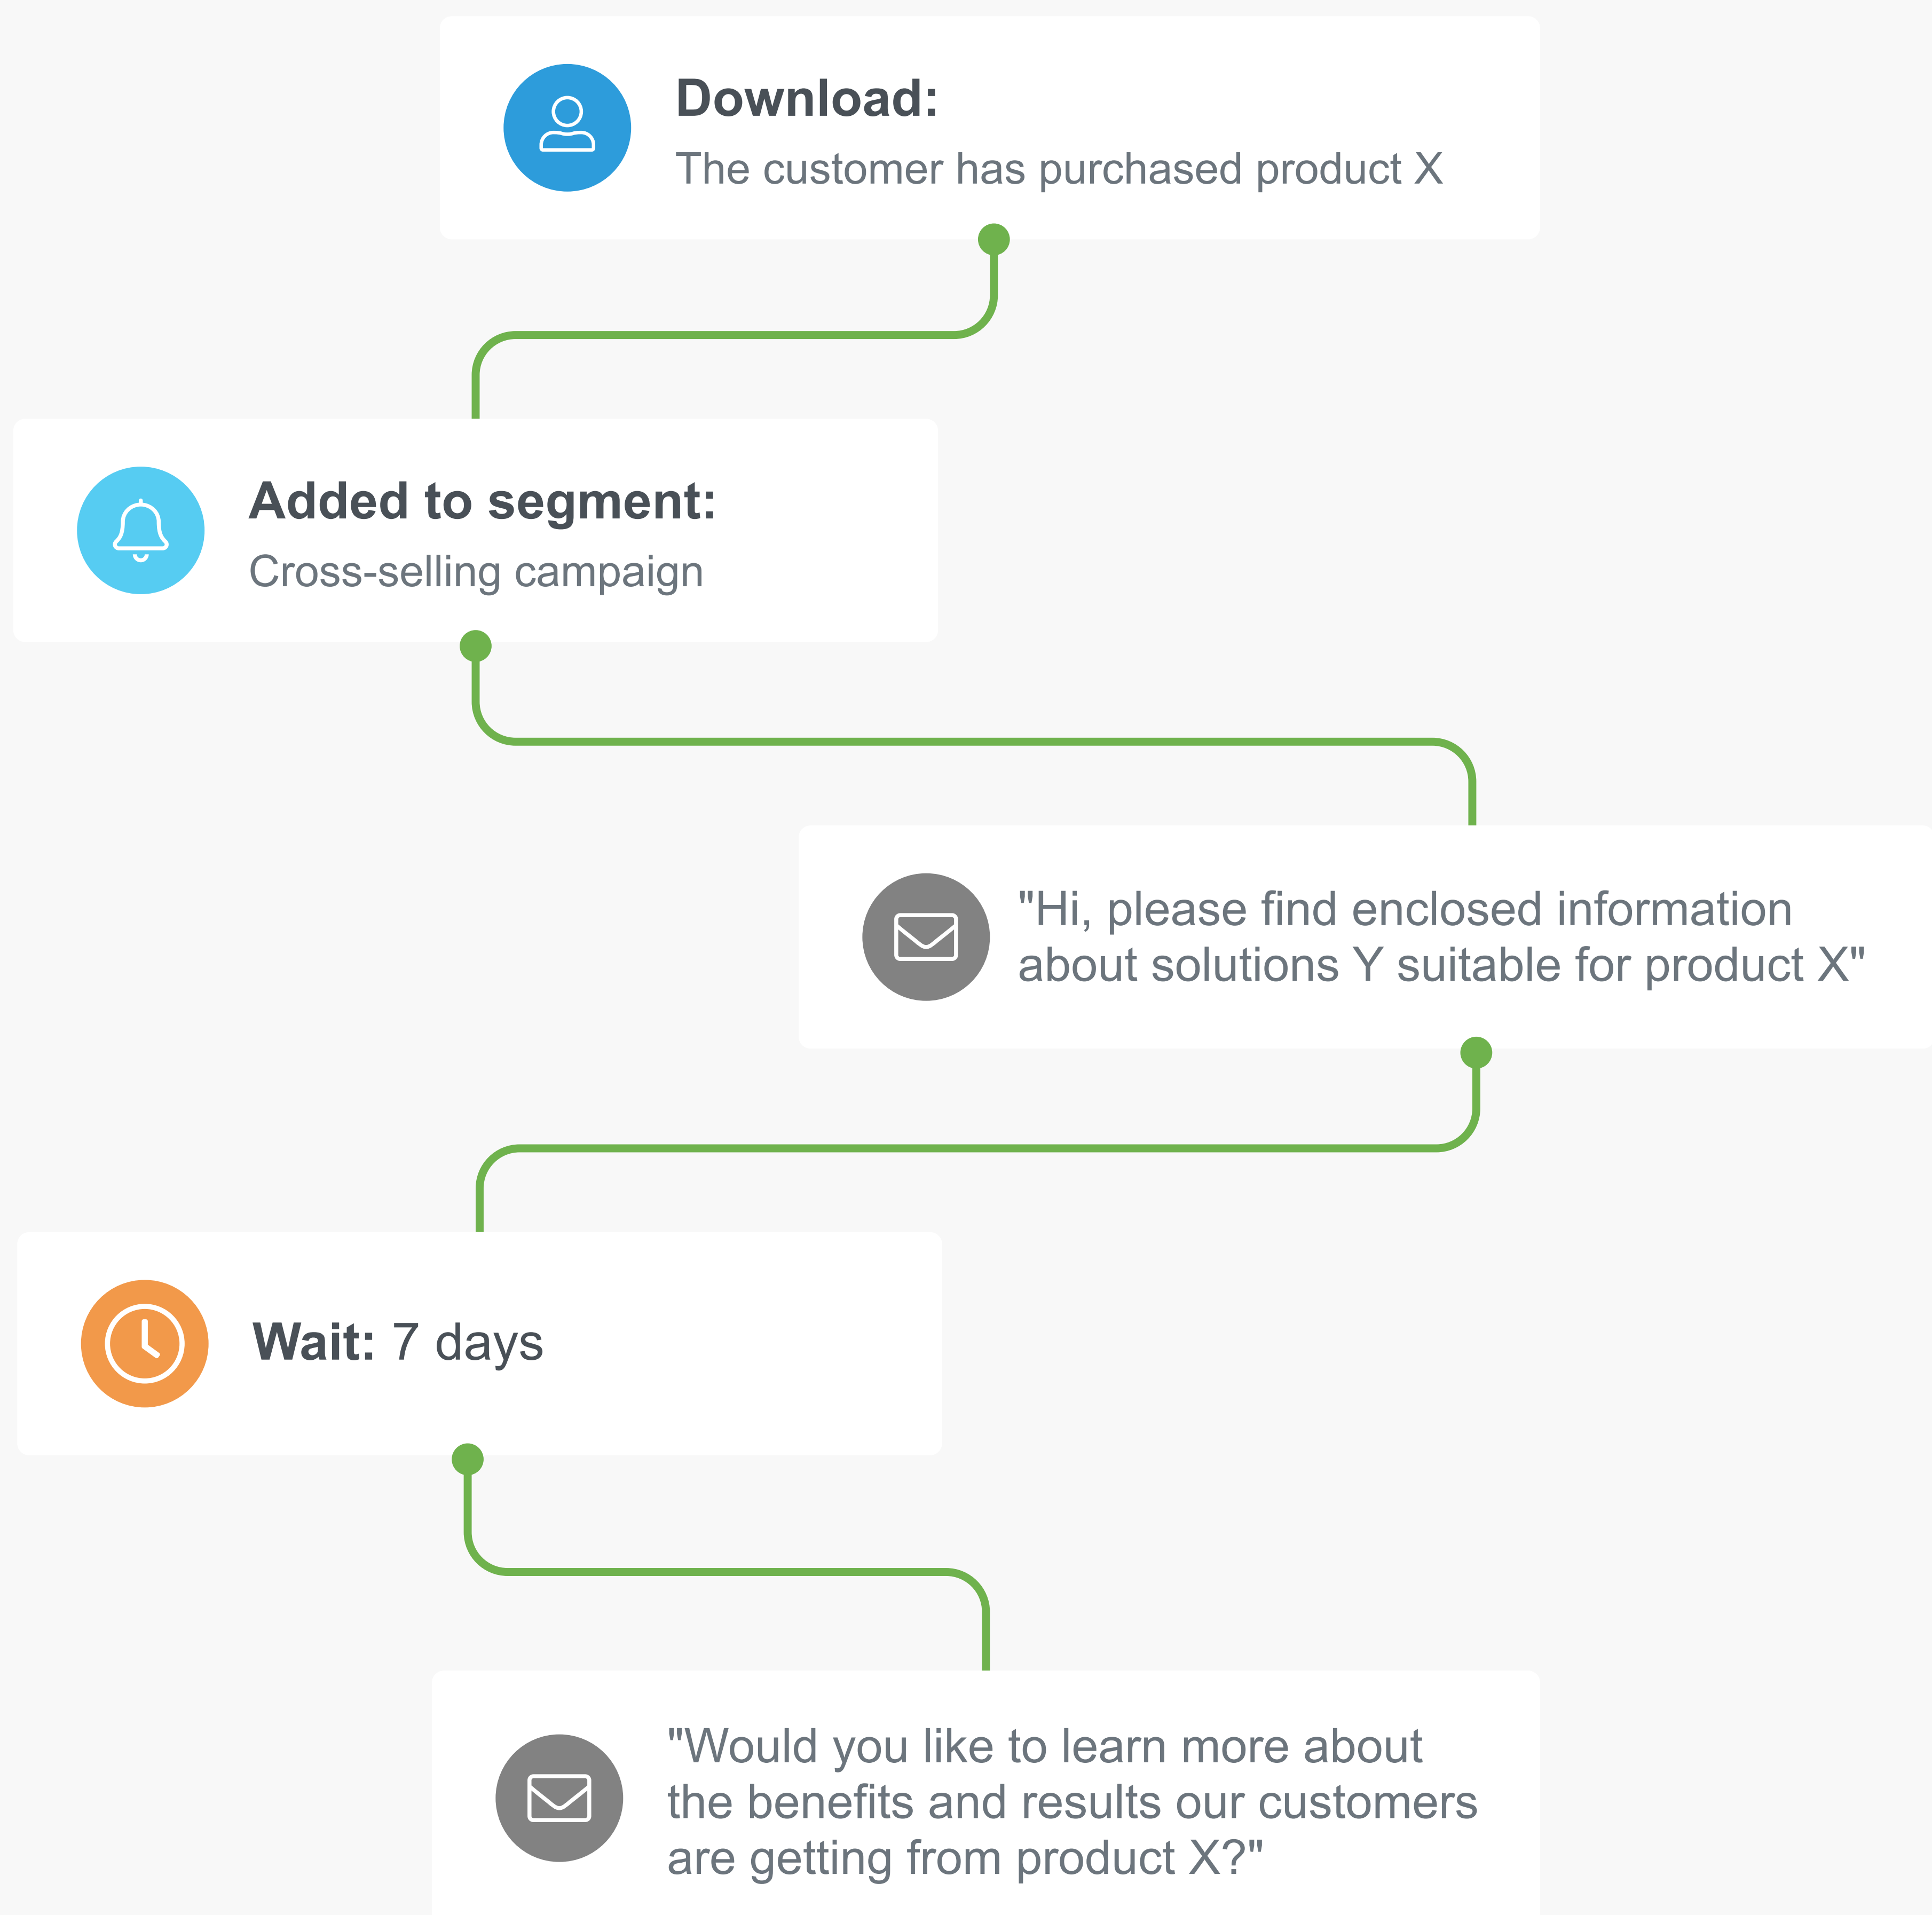 Download:
The customer has purchased product X
Added to segment:
Cross-selling campaign
"Hi, please find enclosed information
about solutions Y suitable for product X"
Wait: 7 days
"Would you like to learn more about
the benefits and results our customers
are getting from product X?"